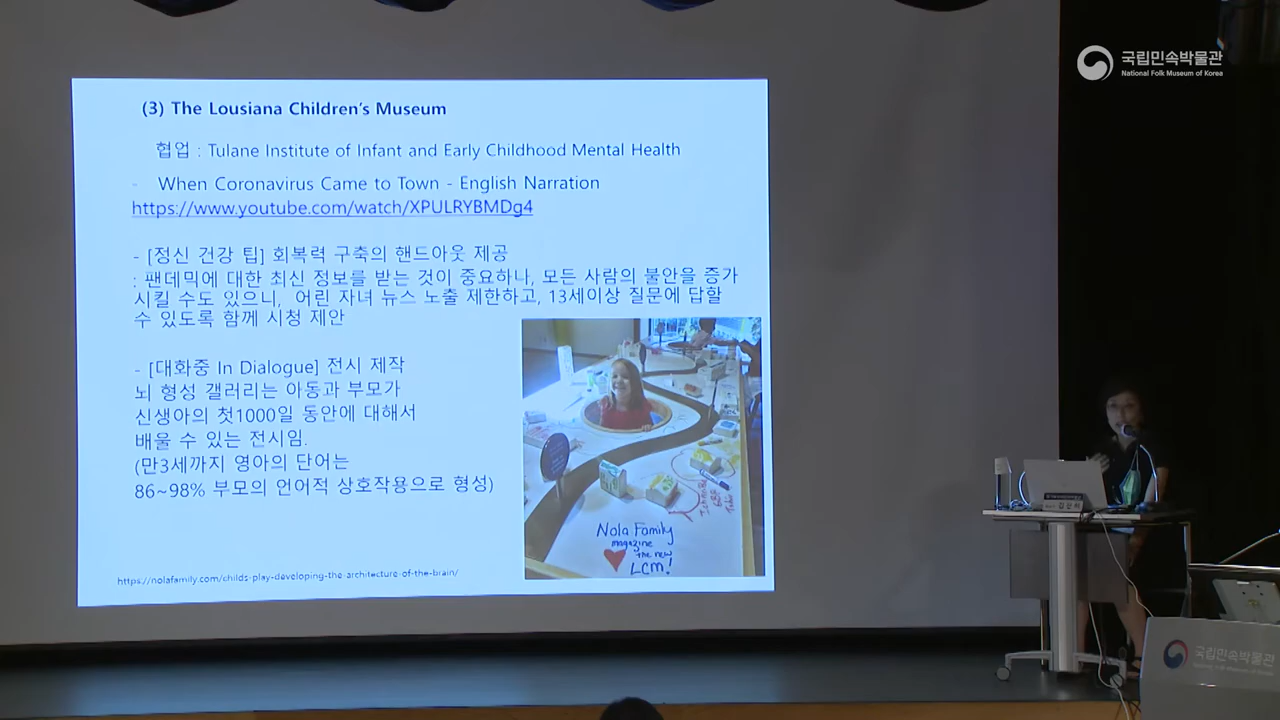 국립민속박물관
National Folk Museum of Korea
(3) The Lousiana Children's Museum
협업 : Tulane Institute of Infant and Early Childhood Mental Health
- When Coronavirus Came to Town - English Narration
https://www.youtube.com/watch/XPULRYBMDg4
- [정신 건강 팁] 회복력 구축의 핸드아웃 제공
: 팬데믹에 대한 최신 정보를 받는 것이 중요하나, 모든 사람의 불안을 증가
시킬 수도 있으니, 어린 자녀 뉴스 노출 제한하고, 13세이상 질문에 답할
수 있도록 함께 시청 제안
- [대화중 In Dialogue] 전시 제작
뇌 형성 갤러리는 아동과 부모가
신생아의 첫1000일 동안에 대해서
배울 수 있는 전시임.
(만3세까지 영아의 단어는
86~98% 부모의 언어적 상호작용으로 형성)
Nola Family
magazine
the new
LCM!
https://nolafamily.com/childs-play-developing-the-architecture-of-the-brain/
국립민속박물관
National Folk Museum of Korea